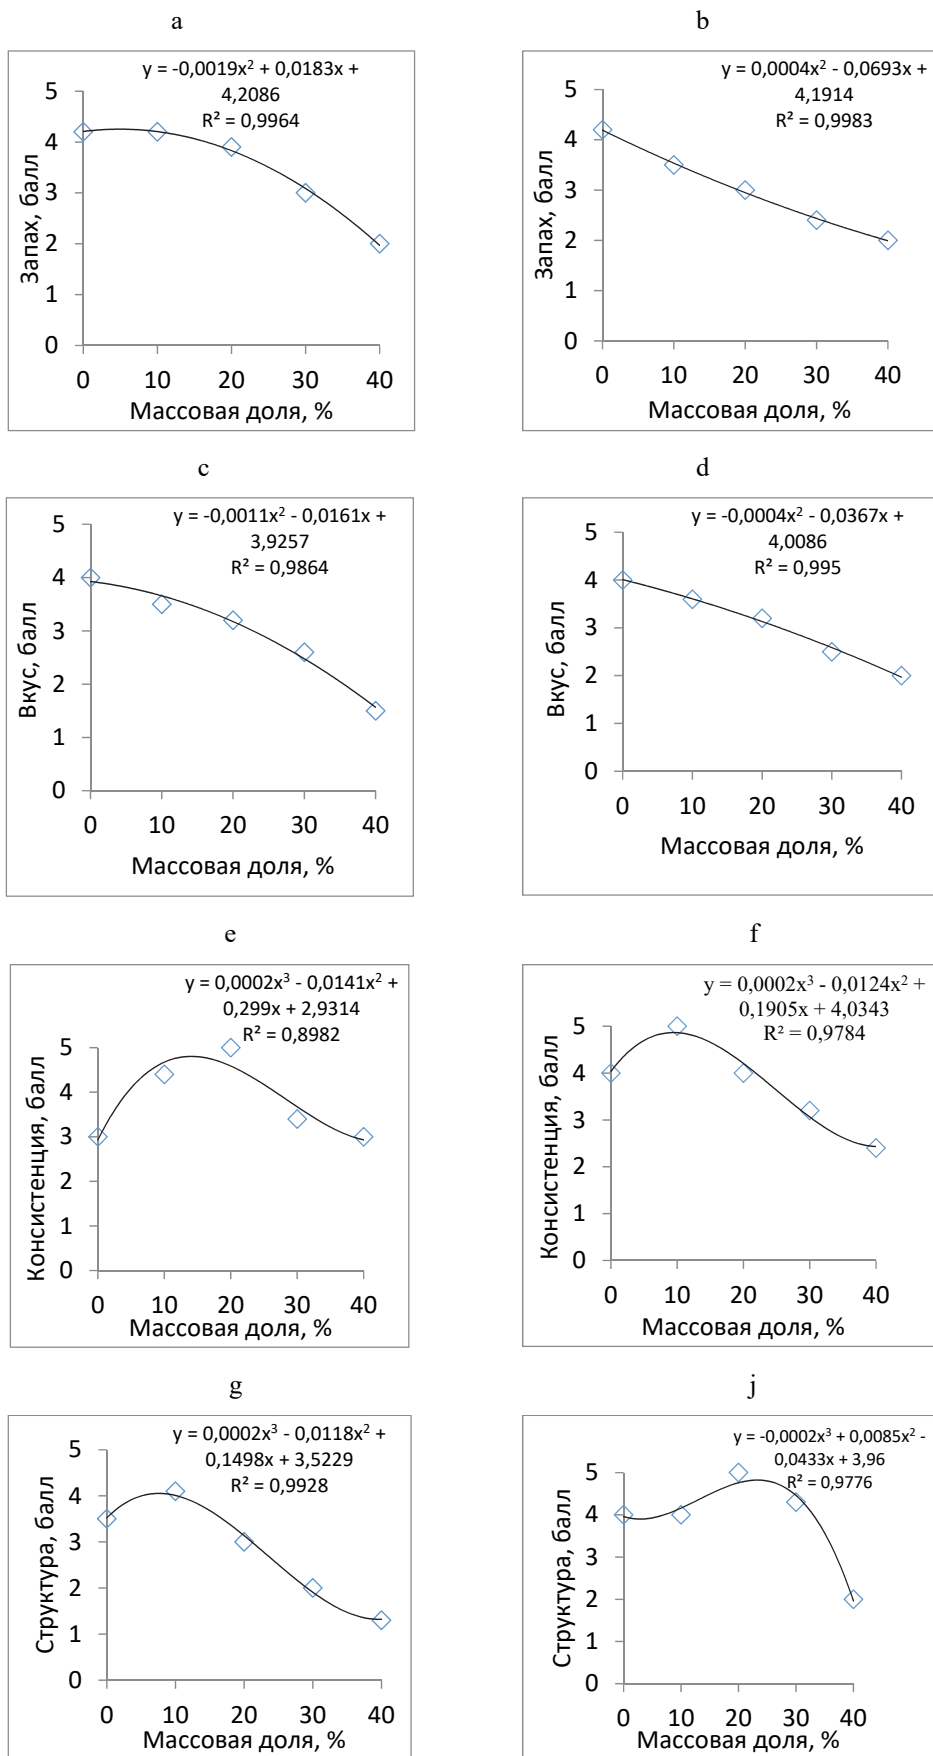 a
y = -0,0019x² + 0,0183x +
4,2086
R² = 0,9964
5
4
3
2
1
0
Запах, балл
0 10 20 30 40
Массовая доля, %
b
y = 0,0004x² - 0,0693x +
4,1914
R² = 0,9983
5
4
3
2
1
0
Запах, балл
0 10 20 30 40
Массовая доля, %
c
y = -0,0011x² - 0,0161x +
3,9257
R² = 0,9864
5
4
3
2
1
0
Вкус, балл
0 10 20 30 40
Массовая доля, %
d
y = -0,0004x² - 0,0367x +
4,0086
R² = 0,995
5
4
3
2
1
0
Вкус, балл
0 10 20 30 40
Массовая доля, %
e
y = 0,0002x³ - 0,0141x² +
0,299x + 2,9314
R² = 0,8982
5
4
3
2
1
0
Консистенция, балл
0 10 20 30 40
Массовая доля, %
f
y = 0,0002x³ - 0,0124x² +
0,1905x + 4,0343
R² = 0,9784
5
4
3
2
1
0
Консистенция, балл
0 10 20 30 40
Массовая доля, %
g
y = 0,0002x³ - 0,0118x² +
0,1498x + 3,5229
R² = 0,9928
5
4
3
2
1
0
Структура, балл
0 10 20 30 40
Массовая доля, %
j
y = -0,0002x³ + 0,0085x² -
0,0433x + 3,96
R² = 0,9776
5
4
3
2
1
0
Структура, балл
0 10 20 30 40
Массовая доля, %